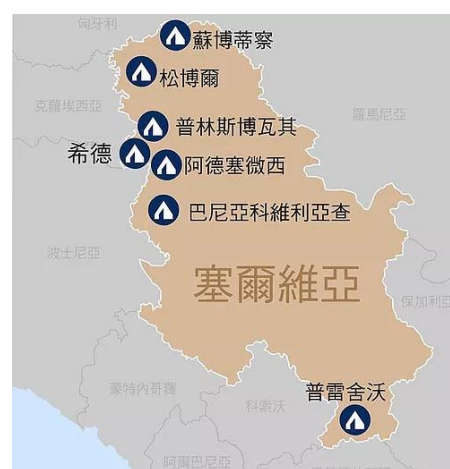 匈牙利
蘇博蒂察
松博爾
克羅埃西亞
羅馬尼亞
普林斯博瓦其
希德
阿德塞微西
巴尼亞科維利亞查
波士尼亞
塞爾維亞
保加利亞
蒙特內哥羅
普雷舍沃
科索沃
阿爾巴尼亞